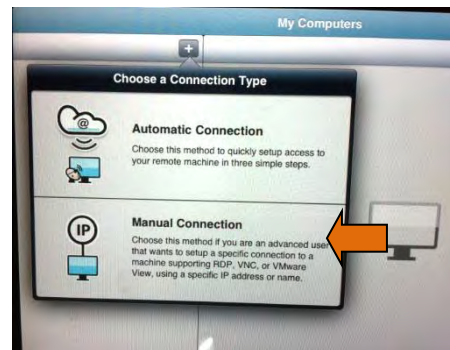 My Computers
+
Choose a Connection Type
@
Automatic Connection
Choose this method to quickly setup access to
your remote machine in three simple steps.
IP
Manual Connection
Choose this method if you are an advanced user
that wants to setup a specific connection to a
machine supporting RDP, VNC, or VMware
View, using a specific IP address or name.